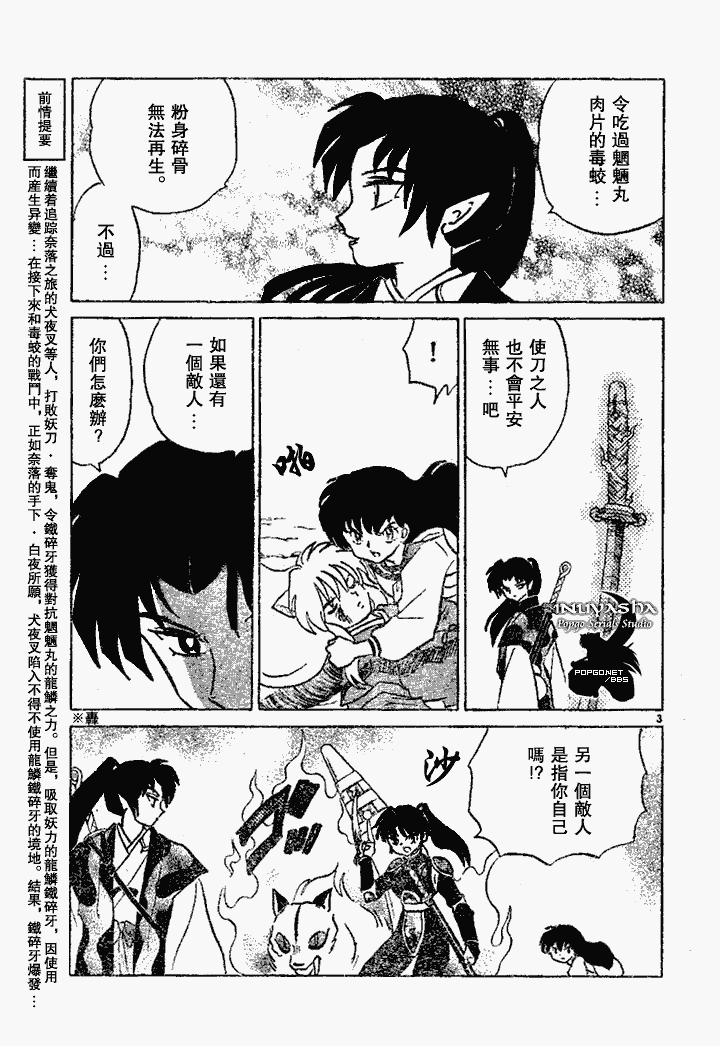 前情提要
繼續着追踪奈落之旅的犬夜叉等人，打敗妖刀．奪鬼，令鐵碎牙獲得對抗魍魎丸的龍鱗之力。但是，吸取妖力的龍鱗鐵碎牙，因使用
而産生异變…在接下來和毒蛟的戰鬥中，正如奈落的手下．白夜所願，犬夜叉陷入不得不使用龍鱗鐵碎牙的境地。結果，鐵碎牙爆發…
令吃過魍魎丸
肉片的毒蛟…
粉身碎骨
無法再生。
不過…
使刀之人
也不會平安
無事…吧
！
啪
如果還有
一個敵人…
你們怎麽辦？
INUYASHA
Popgo Serial Studio
POPGO.NET
/BBS
※轟
3
另一個敵人
是指你自己
嗎!?
沙
ゴゴ